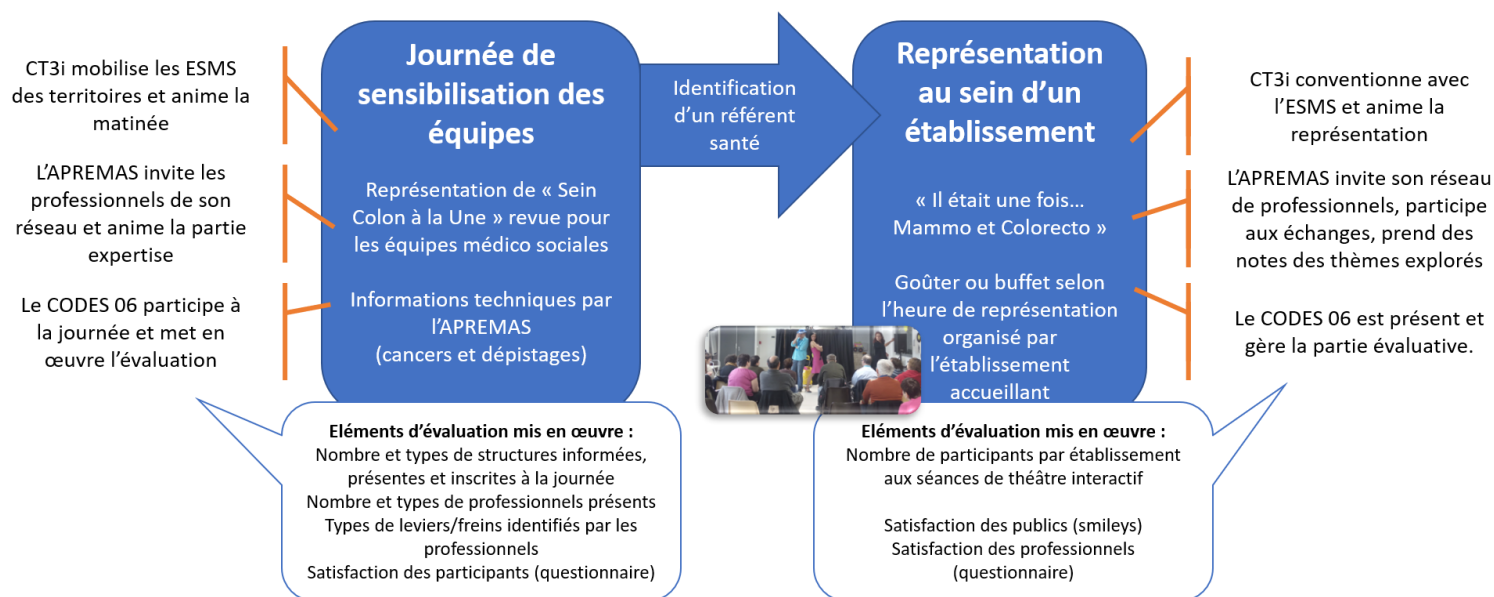 CT3i mobilise les ESMS
des territoires et anime la
matinée
L’APREMAS invite les
professionnels de son
réseau et anime la partie
expertise
Le CODES 06 participe à
la journée et met en
œuvre l’évaluation
Journée de
sensibilisation des
équipes
Représentation de « Sein
Colon à la Une » revue pour
les équipes médico sociales
Informations techniques par
l’APREMAS
(cancers et dépistages)
Identification
d’un référent
santé
Représentation
au sein d’un
établissement
« Il était une fois…
Mammo et Colorecto »
Goûter ou buffet selon
l’heure de représentation
organisé par
l’établissement
accueillant
CT3i conventionne avec
l’ESMS et anime la
représentation
L’APREMAS invite son réseau
de professionnels, participe
aux échanges, prend des
notes des thèmes explorés
Le CODES 06 est présent et
gère la partie évaluative.
Eléments d’évaluation mis en œuvre :
Nombre et types de structures informées,
présentes et inscrites à la journée
Nombre et types de professionnels présents
Types de leviers/freins identifiés par les
professionnels
Satisfaction des participants (questionnaire)
Eléments d’évaluation mis en œuvre :
Nombre de participants par établissement
aux séances de théâtre interactif
Satisfaction des publics (smileys)
Satisfaction des professionnels
(questionnaire)